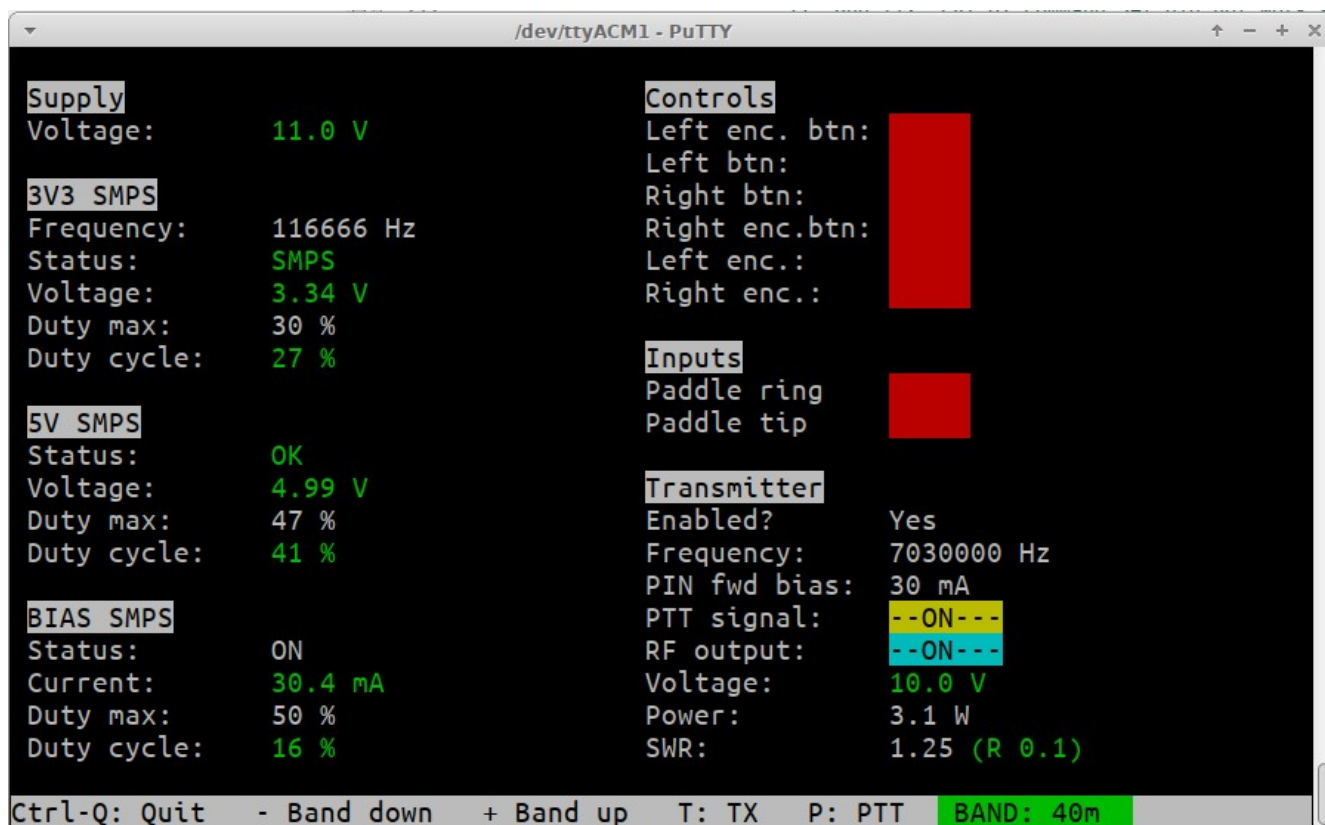 /dev/ttyACM1 - PuTTY
Supply
Voltage: 11.0 V
3V3 SMPS
Frequency: 116666 Hz
Status: SMPS
Voltage: 3.34 V
Duty max: 30 %
Duty cycle: 27 %
5V SMPS
Status: OK
Voltage: 4.99 V
Duty max: 47 %
Duty cycle: 41 %
BIAS SMPS
Status: ON
Current: 30.4 mA
Duty max: 50 %
Duty cycle: 16 %
Controls
Left enc. btn:
Left btn:
Right btn:
Right enc.btn:
Left enc.:
Right enc.:
Inputs
Paddle ring
Paddle tip
Transmitter
Enabled? Yes
Frequency: 7030000 Hz
PIN fwd bias: 30 mA
PTT signal: --ON---
RF output: --ON---
Voltage: 10.0 V
Power: 3.1 W
SWR: 1.25 (R 0.1)
Ctrl-Q: Quit - Band down + Band up T: TX P: PTT BAND: 40m